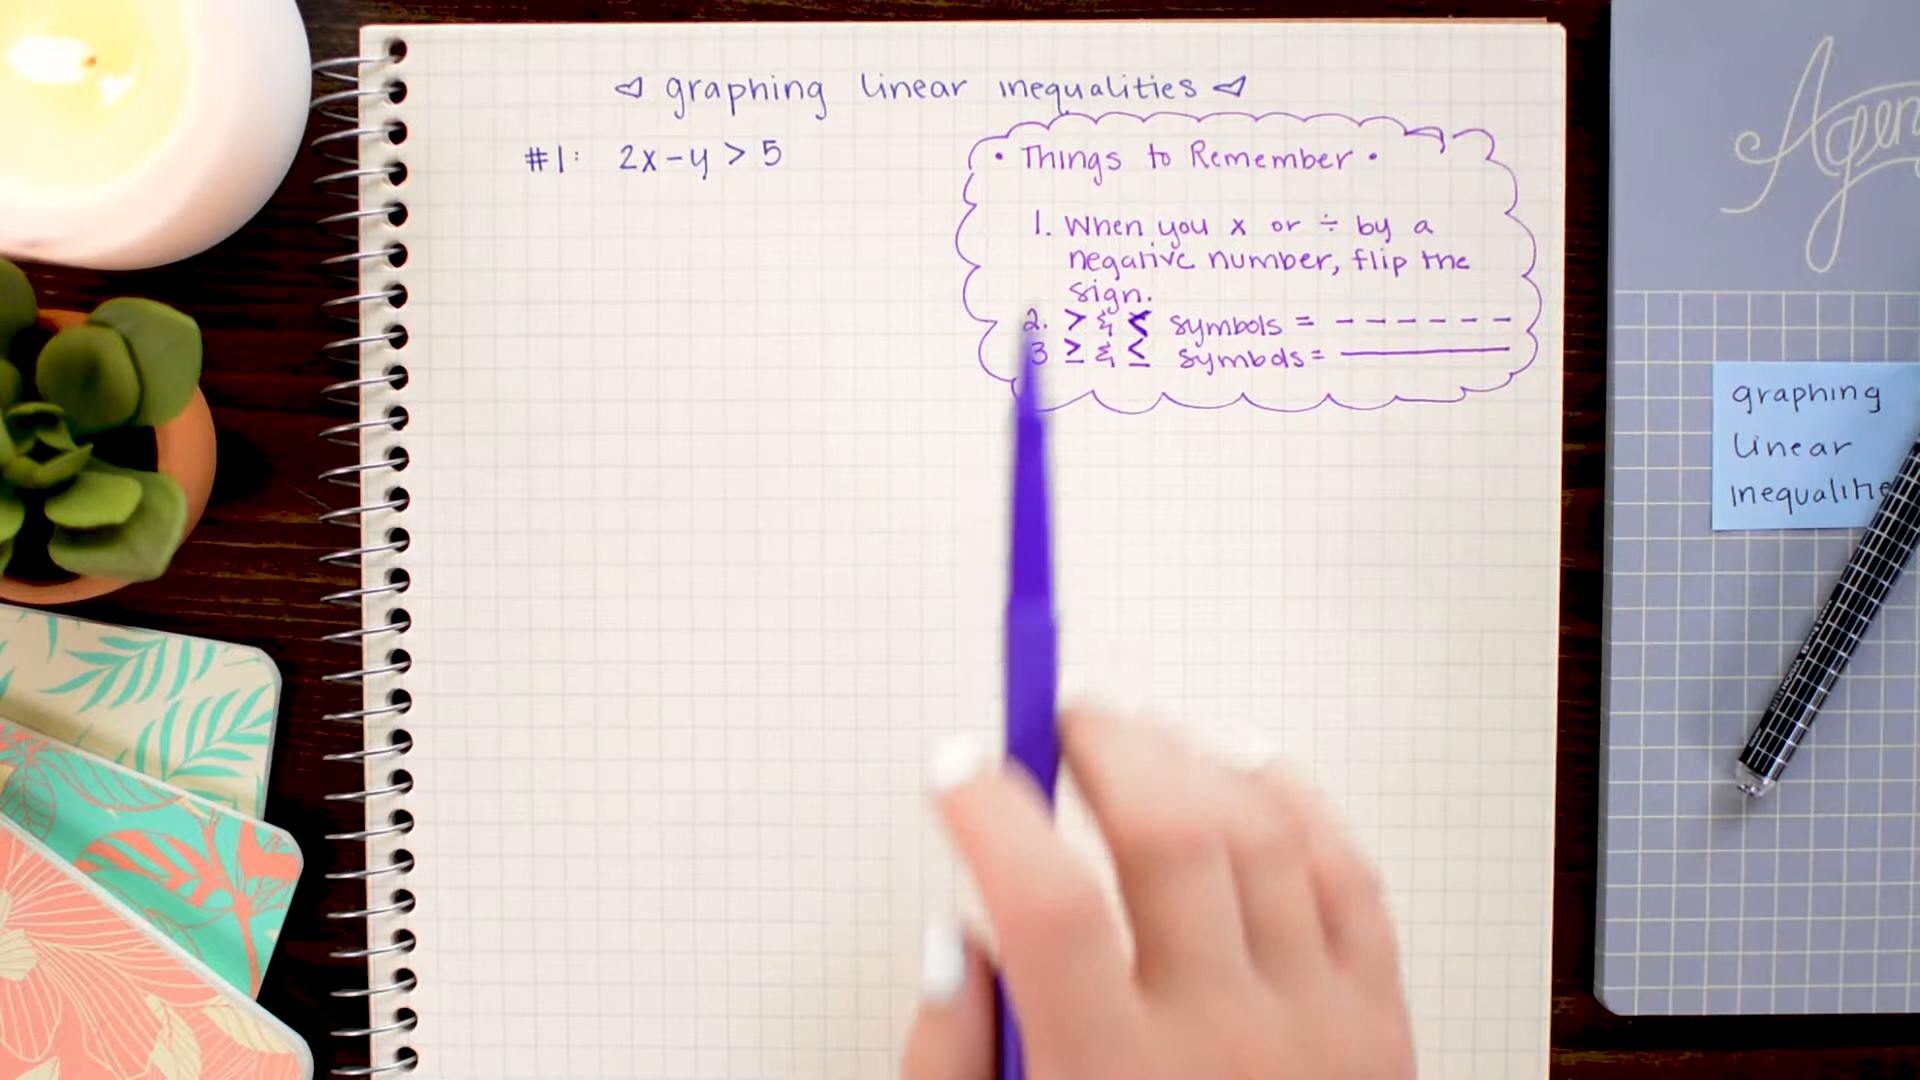 graphing linear inequalities
#1: 2x-y > 5
• Things to Remember •
1. When you x or ÷ by a
negative number, flip the
sign.
2. > & < symbols = - - - - - -
3 ≥ & ≤ symbols = ———
graphing
linear